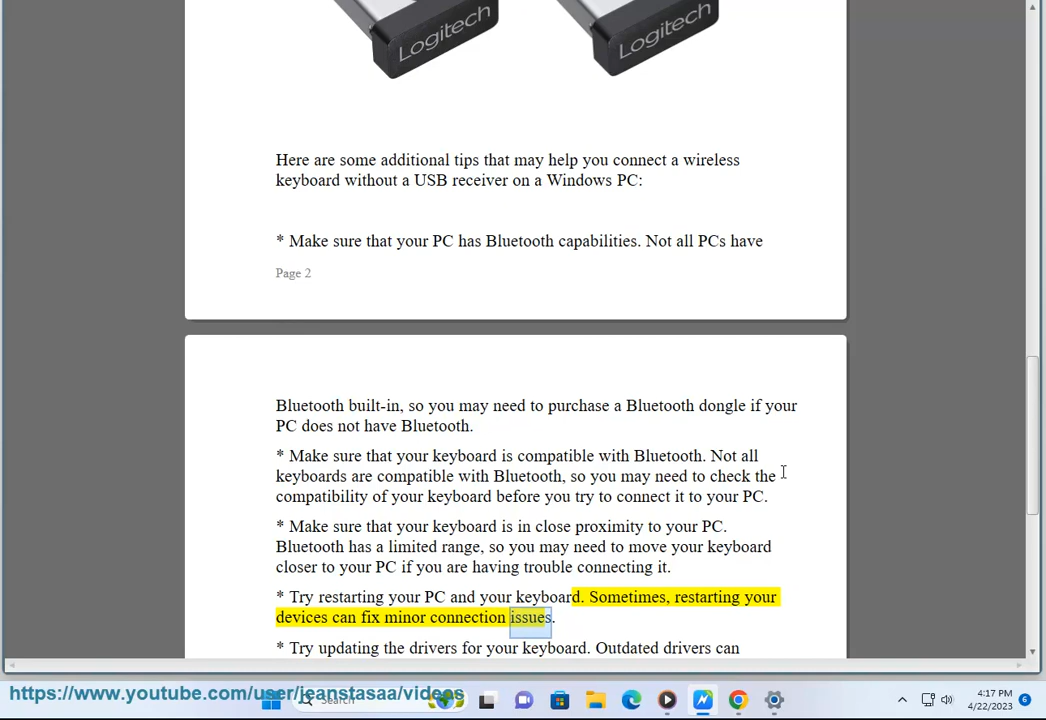 Logitech Logitech
Here are some additional tips that may help you connect a wireless
keyboard without a USB receiver on a Windows PC:
* Make sure that your PC has Bluetooth capabilities. Not all PCs have
Page 2
Bluetooth built-in, so you may need to purchase a Bluetooth dongle if your
PC does not have Bluetooth.
* Make sure that your keyboard is compatible with Bluetooth. Not all
keyboards are compatible with Bluetooth, so you may need to check the
compatibility of your keyboard before you try to connect it to your PC.
* Make sure that your keyboard is in close proximity to your PC.
Bluetooth has a limited range, so you may need to move your keyboard
closer to your PC if you are having trouble connecting it.
* Try restarting your PC and your keyboard. Sometimes, restarting your
devices can fix minor connection issues.
* Try updating the drivers for your keyboard. Outdated drivers can
https://www.youtube.com/user/jeanstasaa/videos
Search
4:17 PM
4/22/2023
6